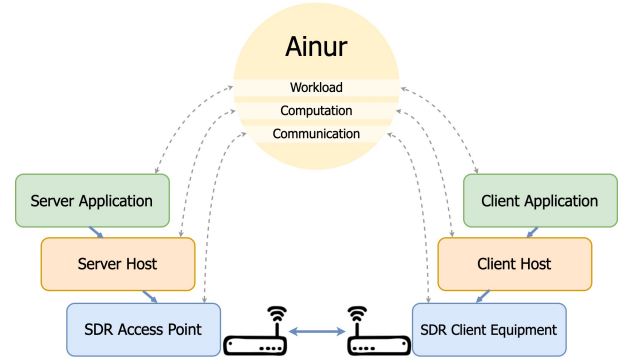 Ainur
Workload
Computation
Communication
Server Application
Client Application
Server Host
Client Host
SDR Access Point
SDR Client Equipment